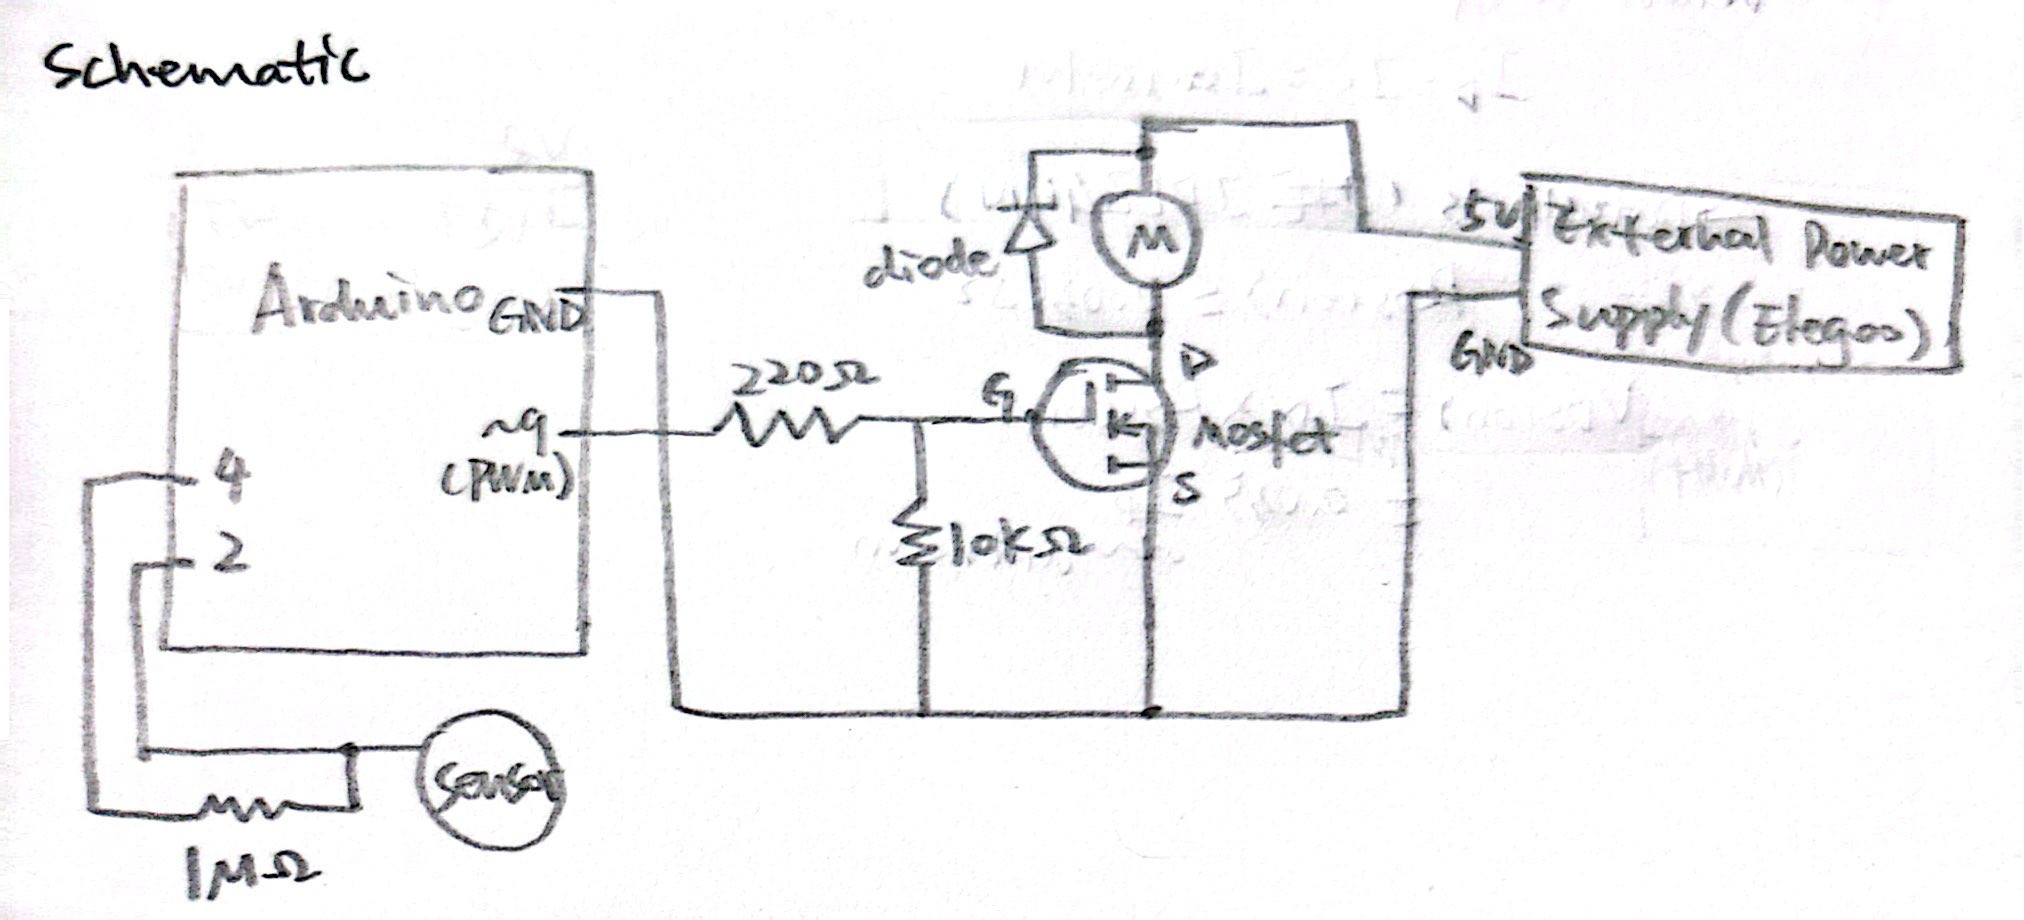 Schematic
Arduino
GND
~9
(PWM)
4
2
1MΩ
sensor
220Ω
10KΩ
diode
M
G
D
S
Mosfet
5V
GND
External Power
Supply (Elegoo)